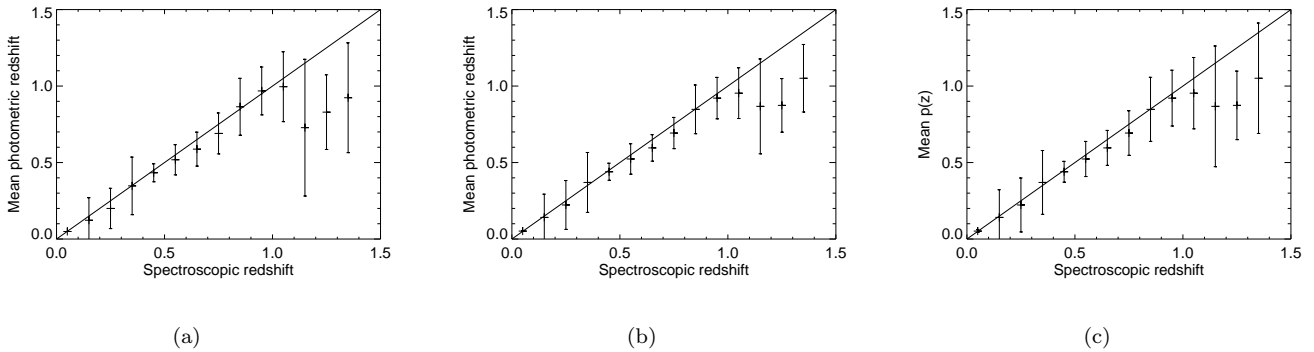 1.5
1.0
0.5
0.0
Mean photometric redshift
0.0 0.5 1.0 1.5
Spectroscopic redshift
(a)
1.5
1.0
0.5
0.0
Mean photometric redshift
0.0 0.5 1.0 1.5
Spectroscopic redshift
(b)
1.5
1.0
0.5
0.0
Mean p(z)
0.0 0.5 1.0 1.5
Spectroscopic redshift
(c)